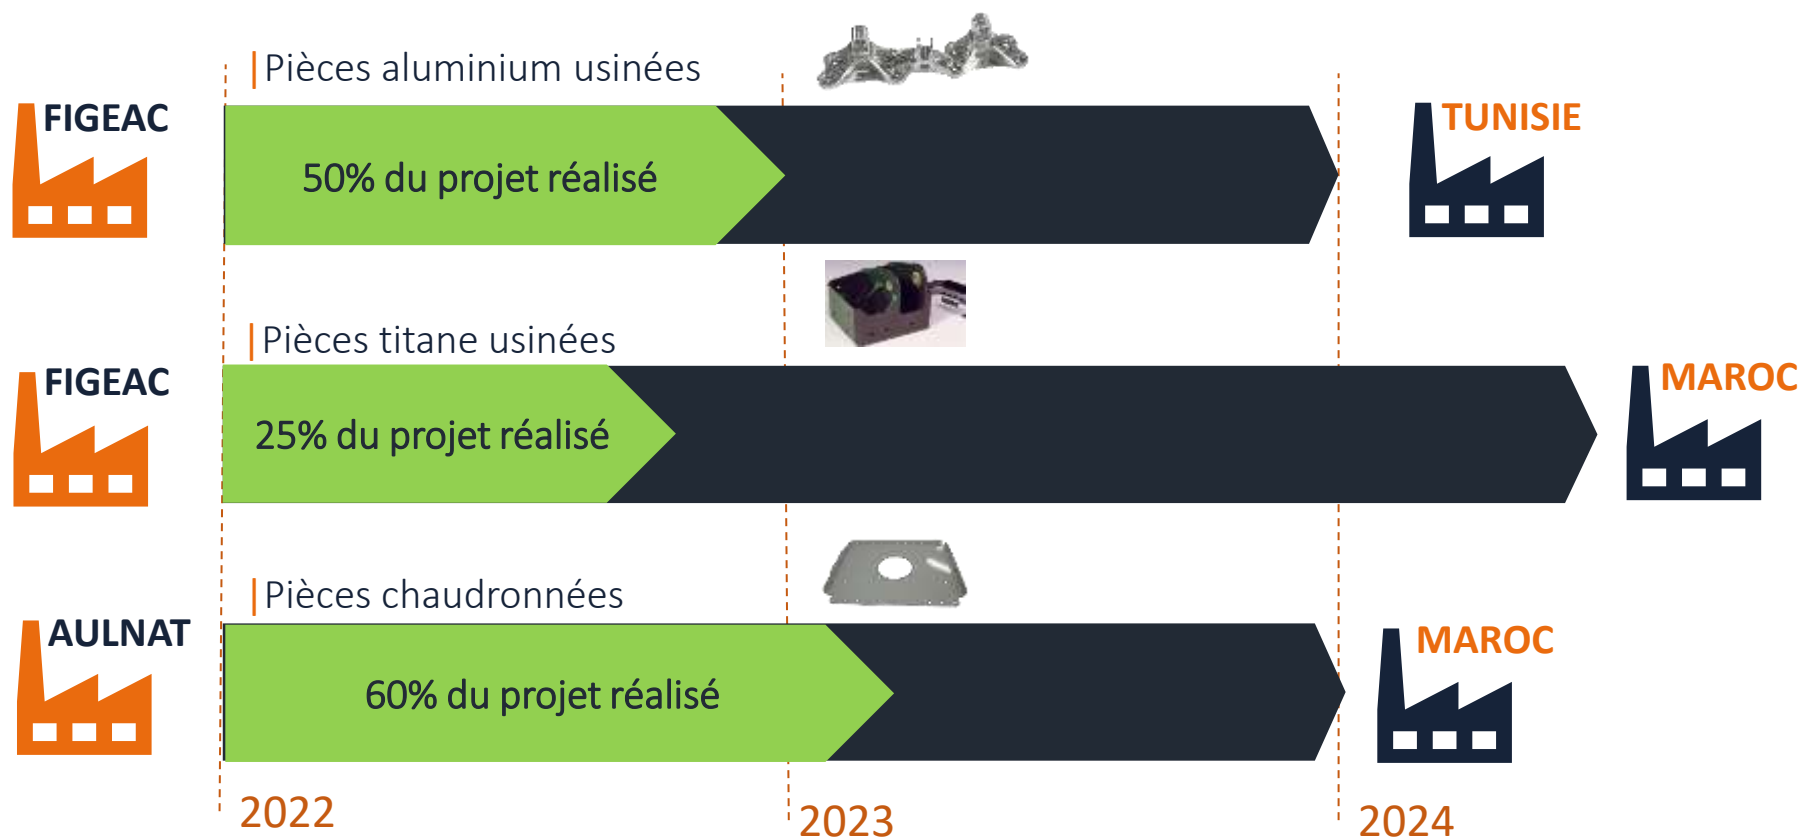 Pièces aluminium usinées
FIGEAC
50% du projet réalisé
TUNISIE
Pièces titane usinées
FIGEAC
25% du projet réalisé
MAROC
Pièces chaudronnées
AULNAT
60% du projet réalisé
MAROC
2022
2023
2024